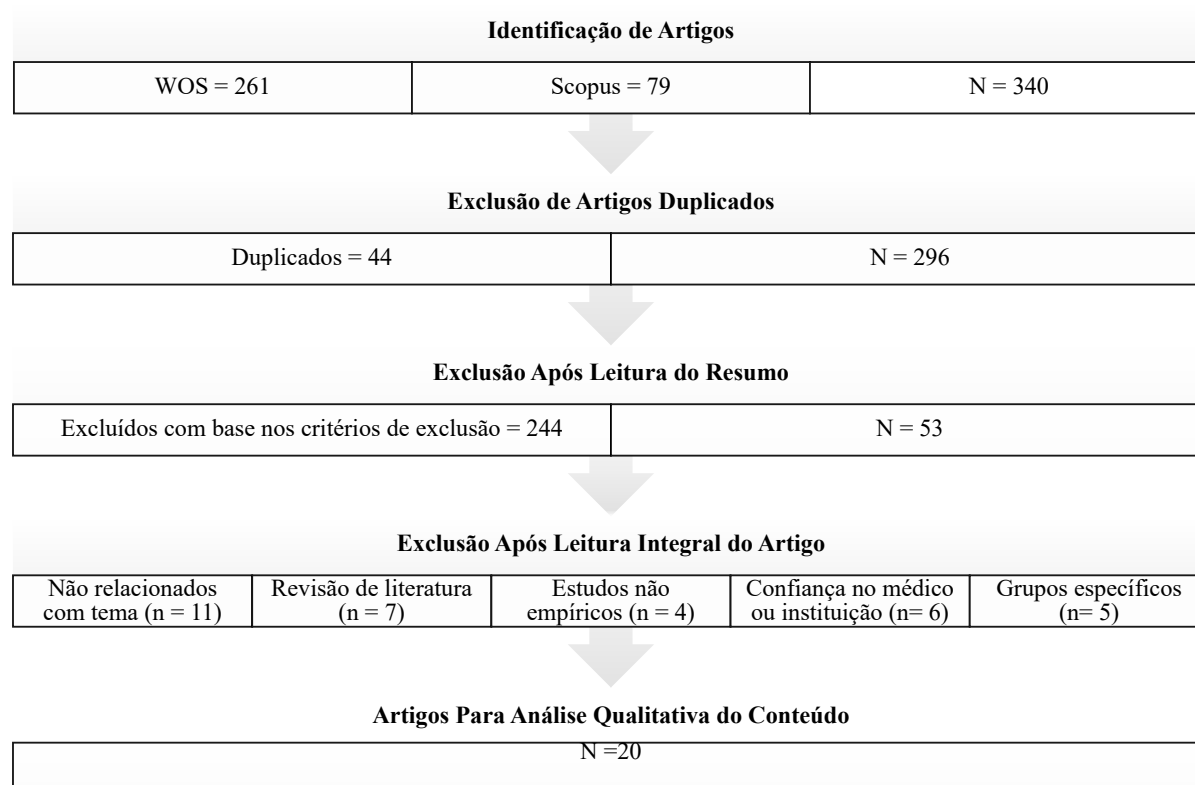 Identificação de Artigos
WOS = 261
Scopus = 79
N = 340
Exclusão de Artigos Duplicados
Duplicados = 44
N = 296
Exclusão Após Leitura do Resumo
Excluídos com base nos critérios de exclusão = 244
N = 53
Exclusão Após Leitura Integral do Artigo
Não relacionados
com tema (n = 11)
Revisão de literatura
(n = 7)
Estudos não
empíricos (n = 4)
Confiança no médico
ou instituição (n= 6)
Grupos específicos
(n= 5)
Artigos Para Análise Qualitativa do Conteúdo
N =20